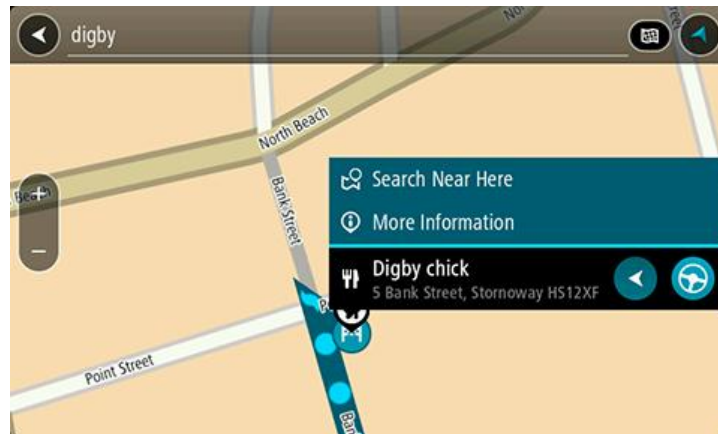 digby
North Beach
Bank Street
Search Near Here
More Information
Digby chick
5 Bank Street, Stornoway HS12XF
Point Street